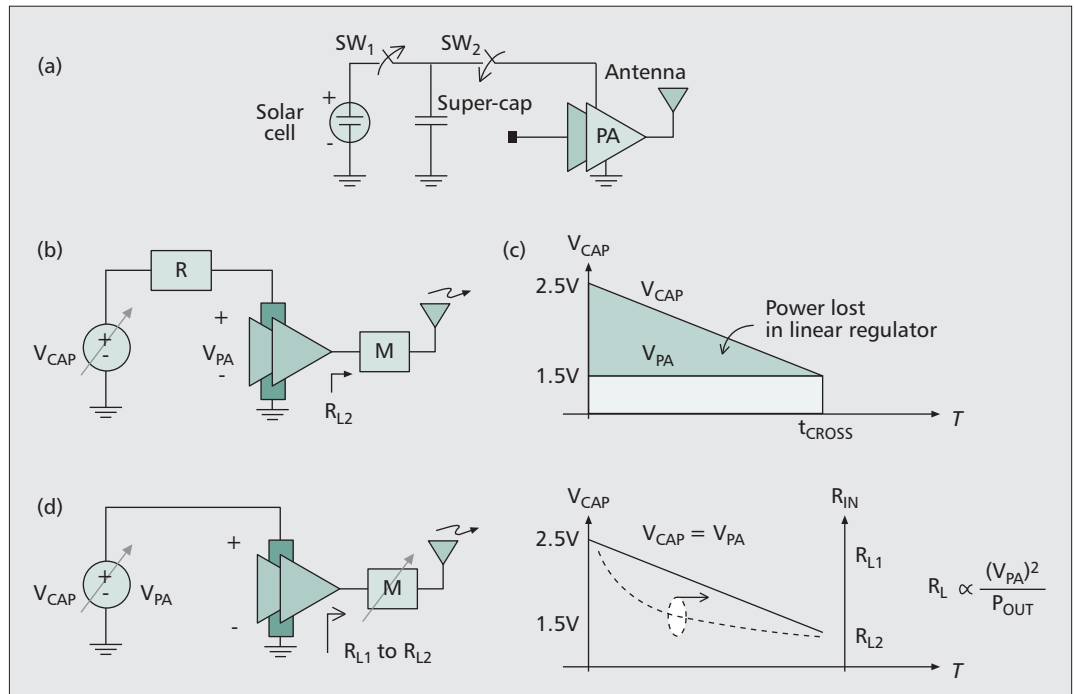 (a)
SW1
SW2
Antenna
+
Solar cell
-
Super-cap
PA
(b)
R
+
VPA
-
+
-
VCAP
M
RL2
(c)
VCAP
2.5V
VCAP
Power lost
in linear regulator
VPA
1.5V
tCROSS
T
(d)
+
+
-
VCAP
VPA
-
M
RL1 to RL2
VCAP
RIN
2.5V
VCAP = VPA
RL1
1.5V
RL2
T
RL ∝ (VPA)2
POUT